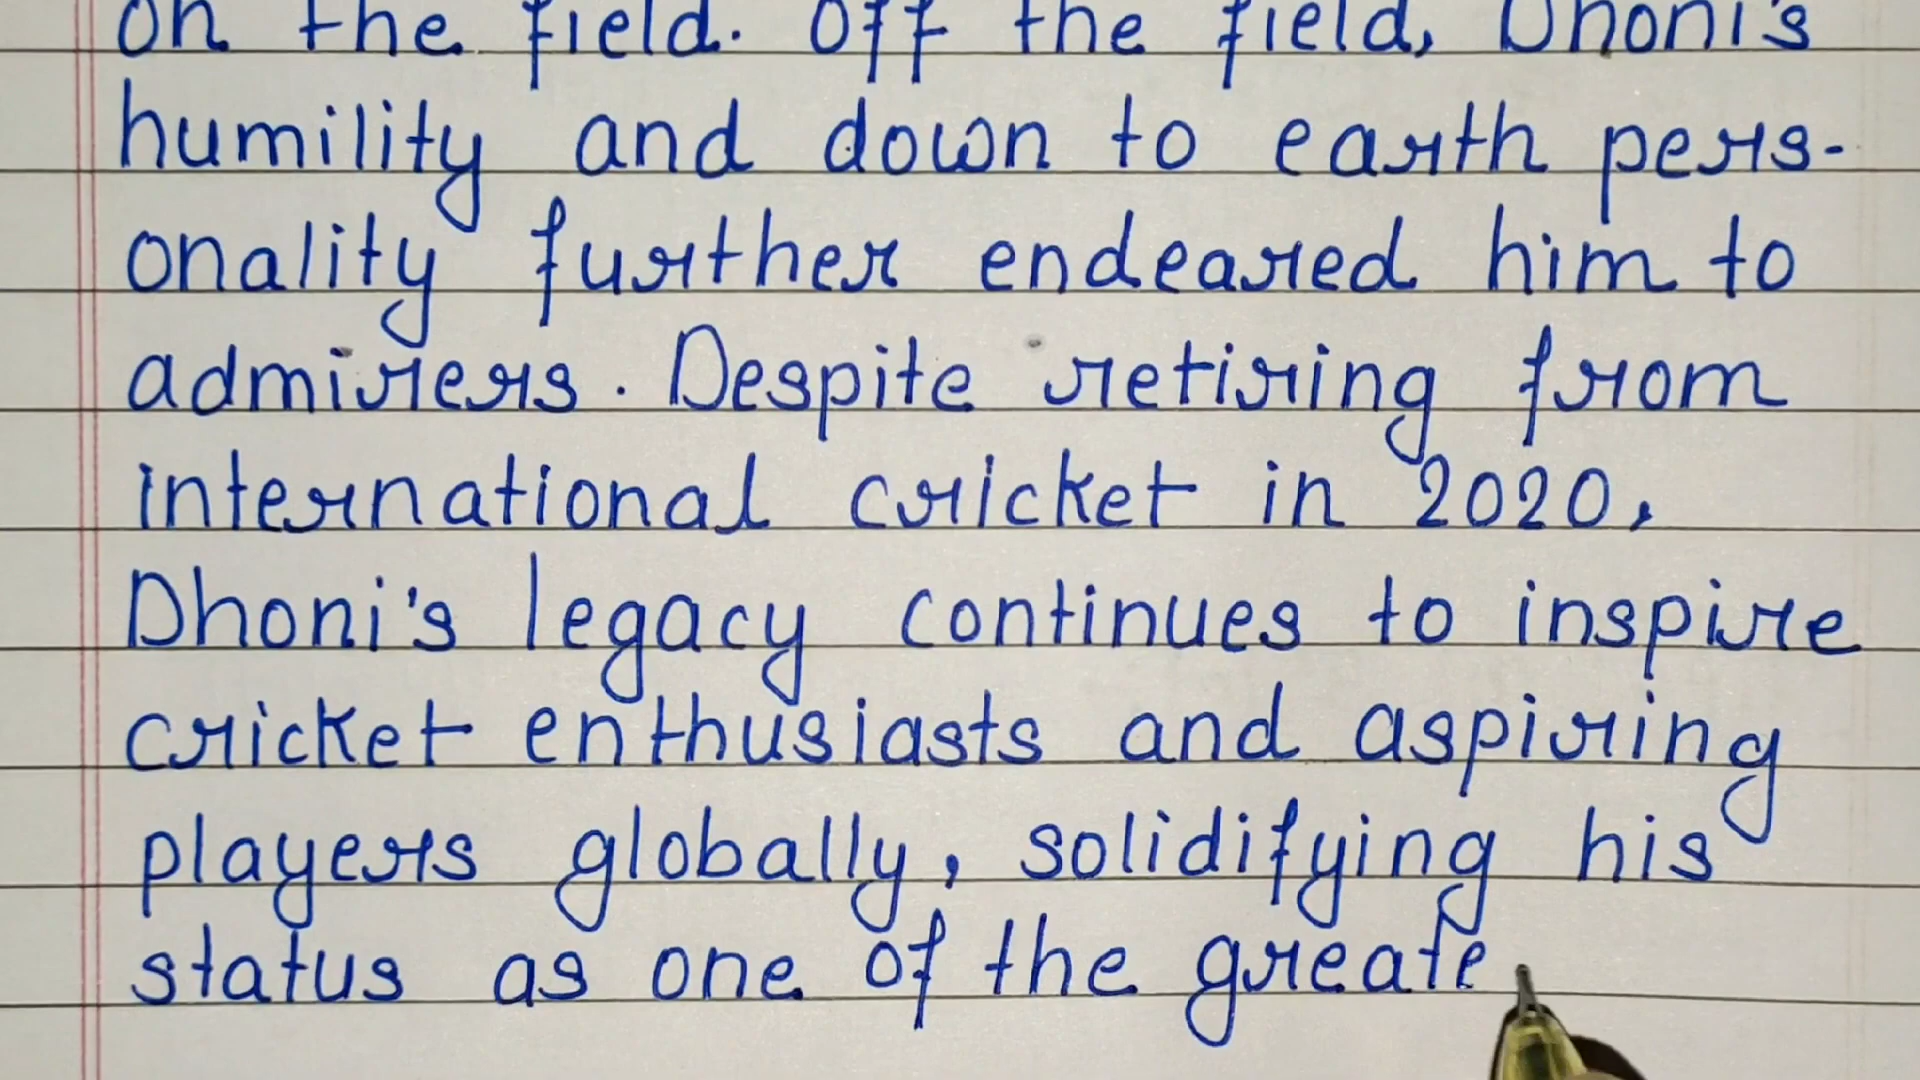 on the field. Off the field, Dhoni's
humility and down to earth pers-
onality further endeared him to
admirers. Despite retiring from
international cricket in 2020,
Dhoni's legacy continues to inspire
cricket enthusiasts and aspiring
players globally, solidifying his
status as one of the greate